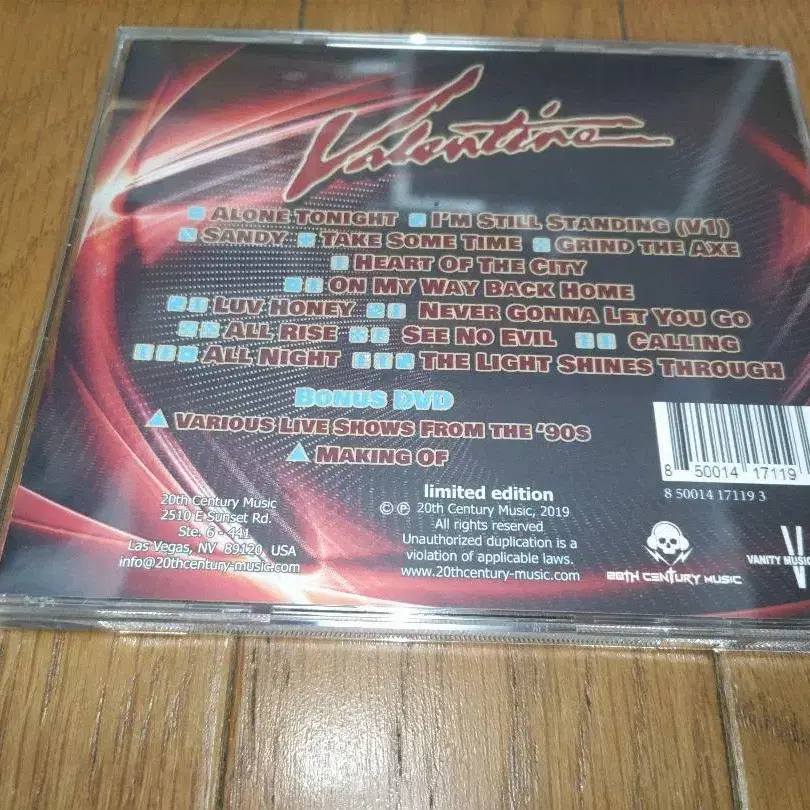 Valentine
ALONE TONIGHT I'M STILL STANDING (V1)
SANDY TAKE SOME TIME GRIND THE AXE
HEART OF THE CITY
ON MY WAY BACK HOME
LUV HONEY NEVER GONNA LET YOU GO
ALL RISE SEE NO EVIL CALLING
ALL NIGHT THE LIGHT SHINES THROUGH
BONUS DVD
VARIOUS LIVE SHOWS FROM THE '90S
MAKING OF
20th Century Music
2510 E Sunset Rd.
Ste. 6 - 441
Las Vegas, NV 89120 USA
info@20thcentury-music.com
limited edition
© ℗ 20th Century Music, 2019
All rights reserved
Unauthorized duplication is a
violation of applicable laws.
www.20thcentury-music.com
8 50014 17119
8 50014 17119 3
20TH CENTURY MUSIC
V
VANITY MUSIC